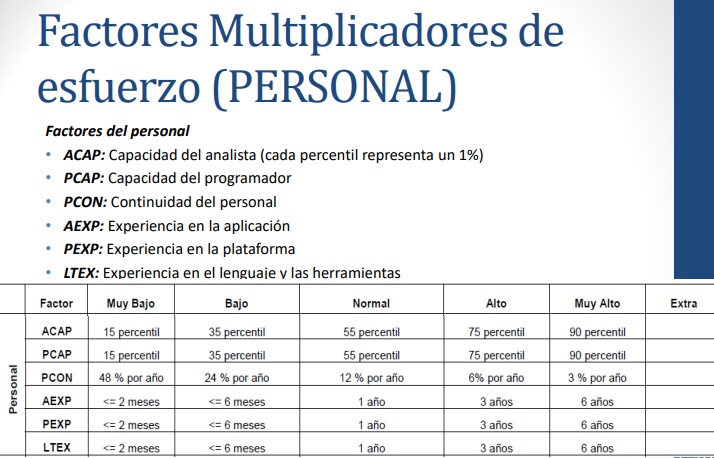 Factores Multiplicadores de
esfuerzo (PERSONAL)
Factores del personal
• ACAP: Capacidad del analista (cada percentil representa un 1%)
• PCAP: Capacidad del programador
• PCON: Continuidad del personal
• AEXP: Experiencia en la aplicación
• PEXP: Experiencia en la plataforma
• LTEX: Experiencia en el lenguaje y las herramientas
Factor Muy Bajo Bajo Normal Alto Muy Alto Extra
Personal
ACAP 15 percentil 35 percentil 55 percentil 75 percentil 90 percentil
PCAP 15 percentil 35 percentil 55 percentil 75 percentil 90 percentil
PCON 48 % por año 24 % por año 12 % por año 6% por año 3 % por año
AEXP <= 2 meses <= 6 meses 1 año 3 años 6 años
PEXP <= 2 meses <= 6 meses 1 año 3 años 6 años
LTEX <= 2 meses <= 6 meses 1 año 3 años 6 años